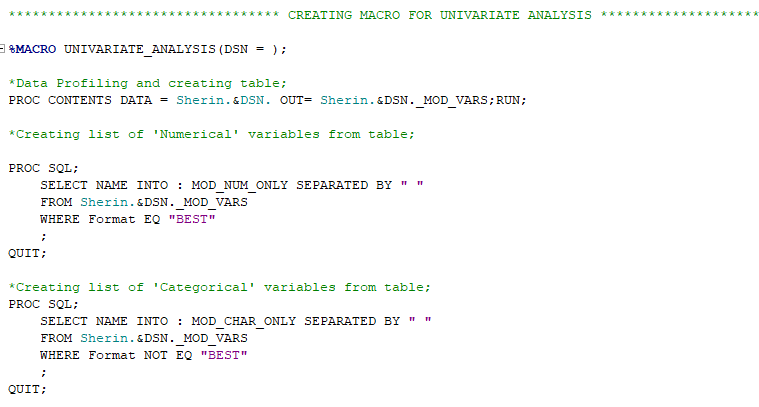 ********************************** CREATING MACRO FOR UNIVARIATE ANALYSIS ********************
%MACRO UNIVARIATE_ANALYSIS(DSN = );
*Data Profiling and creating table;
PROC CONTENTS DATA = Sherin.&DSN. OUT= Sherin.&DSN._MOD_VARS;RUN;
*Creating list of 'Numerical' variables from table;
PROC SQL;
SELECT NAME INTO : MOD_NUM_ONLY SEPARATED BY " "
FROM Sherin.&DSN._MOD_VARS
WHERE Format EQ "BEST"
;
QUIT;
*Creating list of 'Categorical' variables from table;
PROC SQL;
SELECT NAME INTO : MOD_CHAR_ONLY SEPARATED BY " "
FROM Sherin.&DSN._MOD_VARS
WHERE Format NOT EQ "BEST"
;
QUIT;